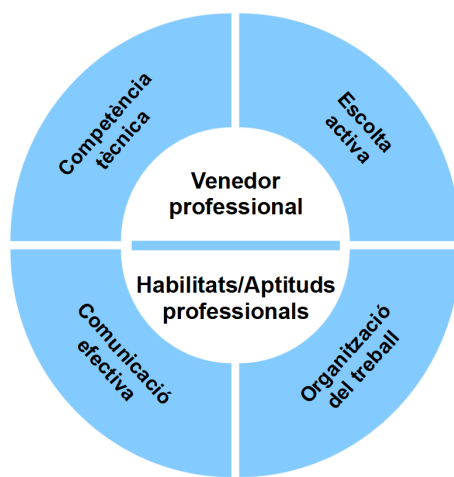 Competència
tècnica
Escolta
activa
Venedor
professional
Habilitats/Aptituds
professionals
Comunicació
efectiva
Organització
del treball